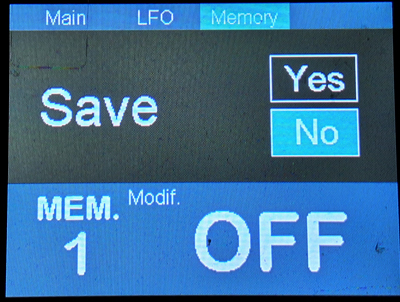 Main LFO Memory
Save
Yes
No
MEM. Modif.
1 OFF